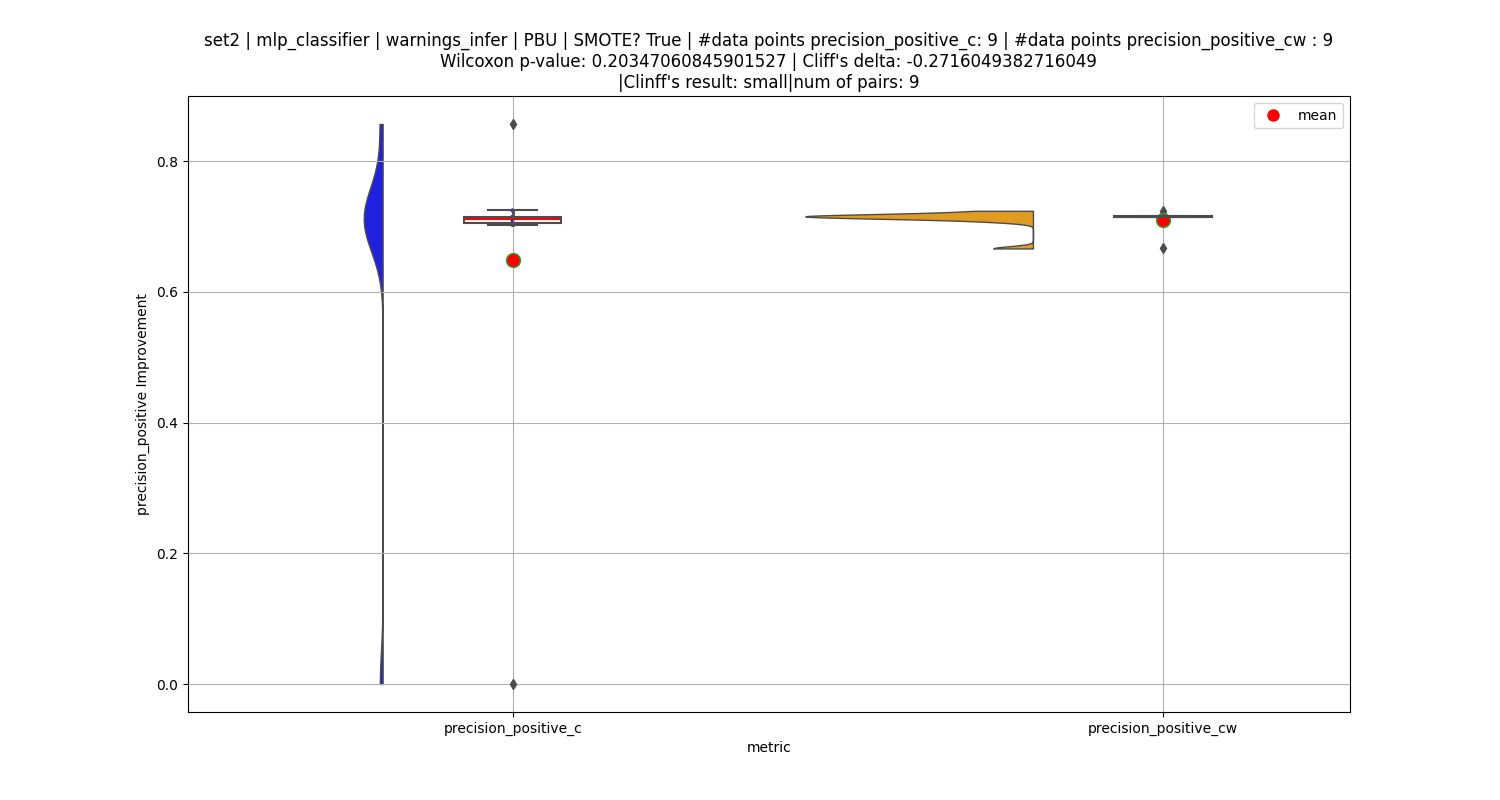 set2 | mlp_classifier | warnings_infer | PBU | SMOTE? True | #data points precision_positive_c: 9 | #data points precision_positive_cw : 9
Wilcoxon p-value: 0.20347060845901527 | Cliff's delta: -0.2716049382716049
|Clinff's result: small|num of pairs: 9
mean
0.8
0.6
0.4
0.2
0.0
precision_positive Improvement
precision_positive_c
precision_positive_cw
metric